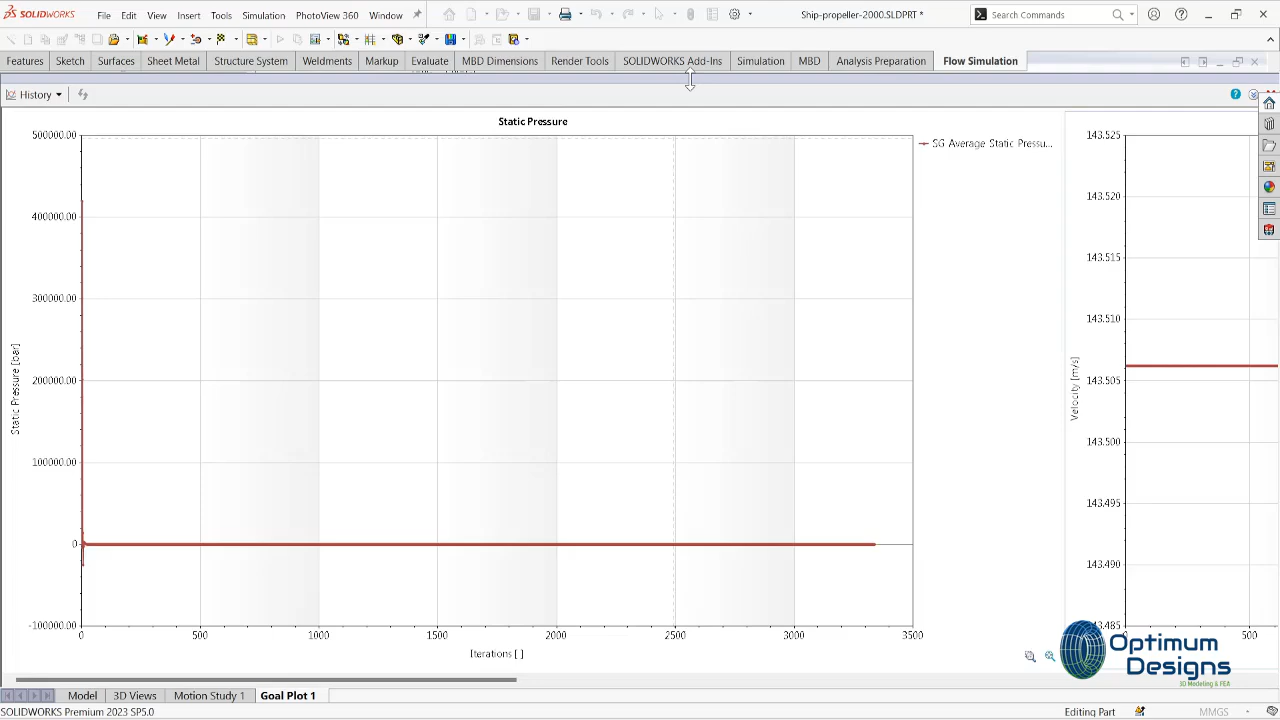 SOLIDWORKS File Edit View Insert Tools Simulation PhotoView 360 Window Ship-propeller-2000.SLDPRT * Search Commands
Features Sketch Surfaces Sheet Metal Structure System Weldments Markup Evaluate MBD Dimensions Render Tools SOLIDWORKS Add-Ins Simulation MBD Analysis Preparation Flow Simulation
History
Static Pressure
500000.00
400000.00
300000.00
200000.00
100000.00
0
-100000.00
Static Pressure [bar]
0 500 1000 1500 2000 2500 3000 3500
Iterations [ ]
SG Average Static Pressu...
143.525
143.520
143.515
143.510
143.505
143.500
143.495
143.490
143.485
Velocity [m/s]
0 500
Optimum
Designs
3D Modeling & FEA
Model 3D Views Motion Study 1 Goal Plot 1
SOLIDWORKS Premium 2023 SP5.0 Editing Part MMGS